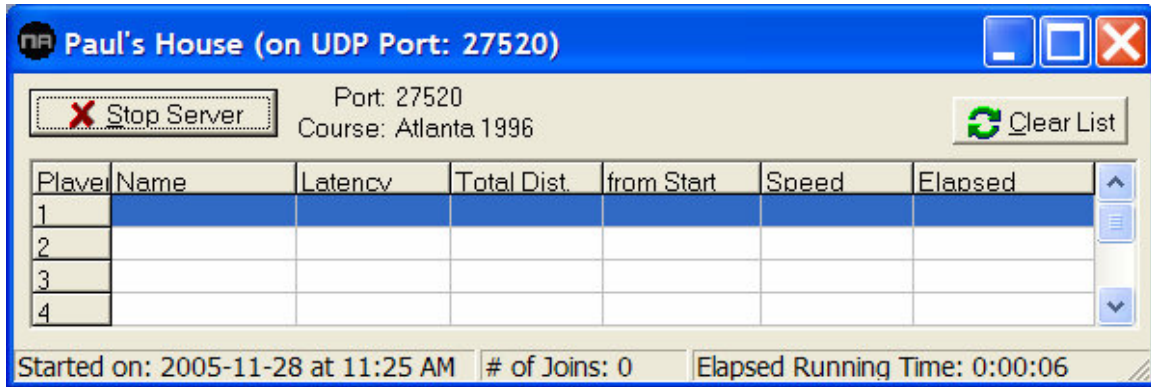 Paul's House (on UDP Port: 27520)
Stop Server
Port: 27520
Course: Atlanta 1996
Clear List
Player Name Latency Total Dist. from Start Speed Elapsed
1
2
3
4
Started on: 2005-11-28 at 11:25 AM # of Joins: 0 Elapsed Running Time: 0:00:06